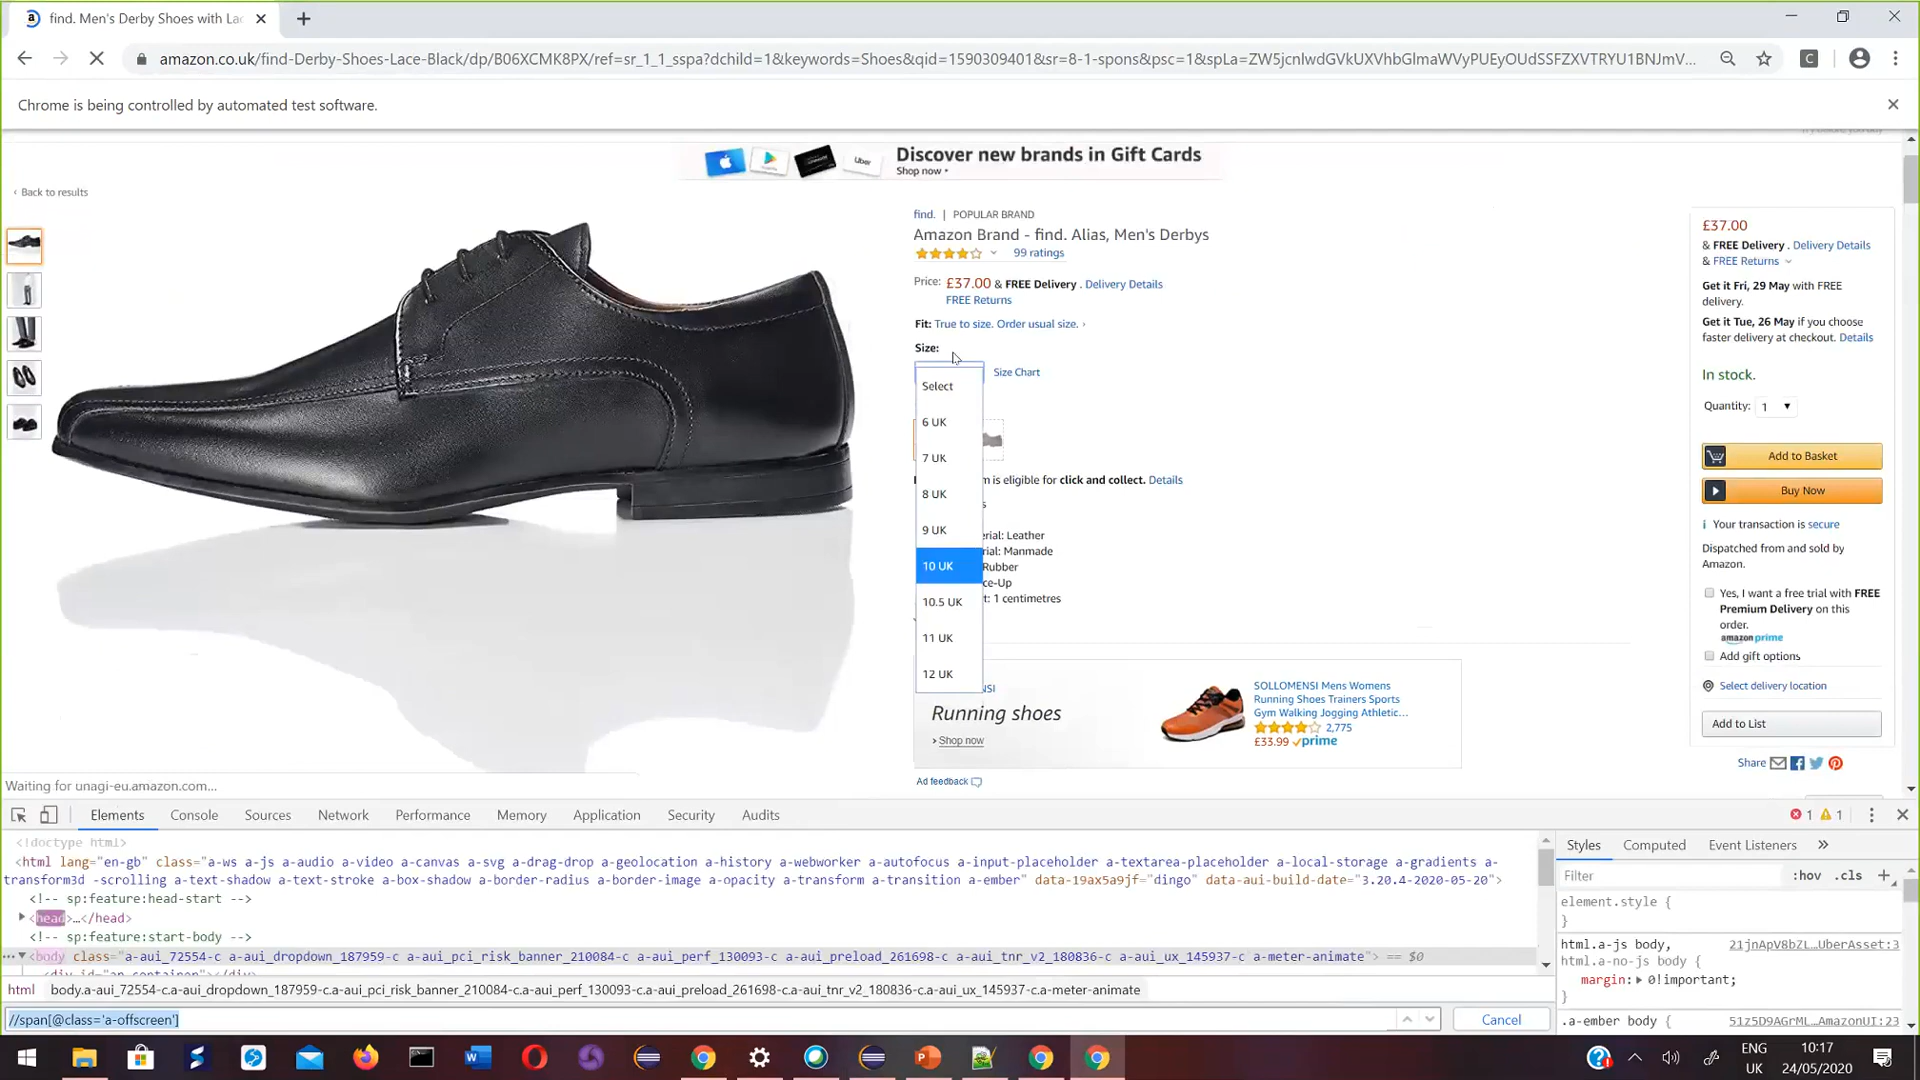 find. Men's Derby Shoes with Lac
amazon.co.uk/find-Derby-Shoes-Lace-Black/dp/B06XCMK8PX/ref=sr_1_1_sspa?dchild=1&keywords=Shoes&qid=1590309401&sr=8-1-spons&psc=1&spLa=ZW5jcnlwdGVkUXVhbGlmaWVyPUEyOUdSSFZXVTRYU1BNJmV...
Chrome is being controlled by automated test software.
Uber
Discover new brands in Gift Cards
Shop now
‹ Back to results
find. | POPULAR BRAND
Amazon Brand - find. Alias, Men's Derbys
99 ratings
Price: £37.00 & FREE Delivery . Delivery Details
FREE Returns
Fit: True to size. Order usual size. ›
Size:
Size Chart
Select
6 UK
7 UK
8 UK
9 UK
10 UK
10.5 UK
11 UK
12 UK
m is eligible for click and collect. Details
s
rial: Leather
rial: Manmade
Rubber
ce-Up
t: 1 centimetres
NSI
Running shoes
› Shop now
SOLLOMENSI Mens Womens
Running Shoes Trainers Sports
Gym Walking Jogging Athletic...
2,775
£33.99 prime
Ad feedback
£37.00
& FREE Delivery . Delivery Details
& FREE Returns
Get it Fri, 29 May with FREE
delivery.
Get it Tue, 26 May if you choose
faster delivery at checkout. Details
In stock.
Quantity: 1
Add to Basket
Buy Now
Your transaction is secure
Dispatched from and sold by
Amazon.
Yes, I want a free trial with FREE
Premium Delivery on this
order.
amazon prime
Add gift options
Select delivery location
Add to List
Share
Waiting for unagi-eu.amazon.com...
Elements Console Sources Network Performance Memory Application Security Audits
1 1
<!doctype html>
<html lang="en-gb" class="a-ws a-js a-audio a-video a-canvas a-svg a-drag-drop a-geolocation a-history a-webworker a-autofocus a-input-placeholder a-textarea-placeholder a-local-storage a-gradients a-
transform3d -scrolling a-text-shadow a-text-stroke a-box-shadow a-border-radius a-border-image a-opacity a-transform a-transition a-ember" data-19ax5a9jf="dingo" data-aui-build-date="3.20.4-2020-05-20">
<!-- sp:feature:head-start -->
<head>…</head>
<!-- sp:feature:start-body -->
<body class="a-aui_72554-c a-aui_dropdown_187959-c a-aui_pci_risk_banner_210084-c a-aui_perf_130093-c a-aui_preload_261698-c a-aui_tnr_v2_180836-c a-aui_ux_145937-c a-meter-animate"> == $0
html body.a-aui_72554-c.a-aui_dropdown_187959-c.a-aui_pci_risk_banner_210084-c.a-aui_perf_130093-c.a-aui_preload_261698-c.a-aui_tnr_v2_180836-c.a-aui_ux_145937-c.a-meter-animate
//span[@class='a-offscreen']
Cancel
Styles Computed Event Listeners »
Filter :hov .cls +
element.style {
}
html.a-js body, 21jnApV8bZL…UberAsset:3
html.a-no-js body {
margin: 0!important;
}
.a-ember body { 51z5D9AGrML…AmazonUI:23
ENG
UK
10:17
24/05/2020